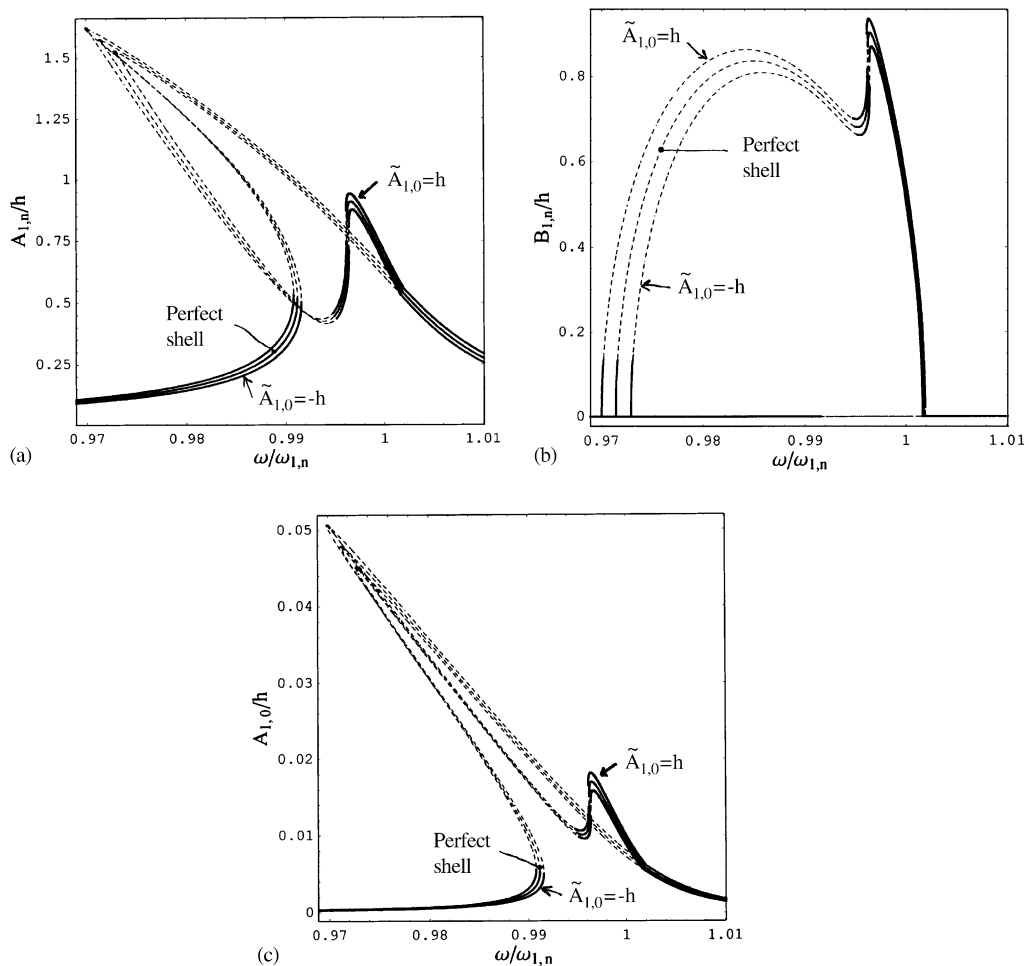 1.5
1.25
1
0.75
0.5
0.25
A1,n/h
Ã1,0=h
Perfect
shell
Ã1,0=-h
0.97
0.98
0.99
1
1.01
ω/ω1,n
(a)
0.8
0.6
0.4
0.2
0
B1,n/h
Ã1,0=h
Perfect
shell
Ã1,0=-h
0.97
0.98
0.99
1
1.01
ω/ω1,n
(b)
0.05
0.04
0.03
0.02
0.01
0
A1,0/h
Ã1,0=h
Perfect
shell
Ã1,0=-h
0.97
0.98
0.99
1
1.01
ω/ω1,n
(c)